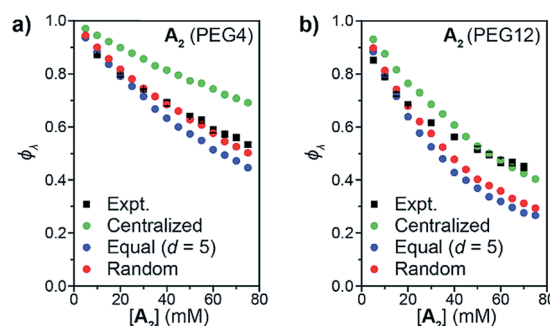 a)
A2 (PEG4)
1.0
0.8
0.6
0.4
0.2
0.0
ϕλ
Expt.
Centralized
Equal (d = 5)
Random
0 20 40 60 80
[A2] (mM)
b)
A2 (PEG12)
1.0
0.8
0.6
0.4
0.2
0.0
ϕλ
Expt.
Centralized
Equal (d = 5)
Random
0 20 40 60 80
[A2] (mM)